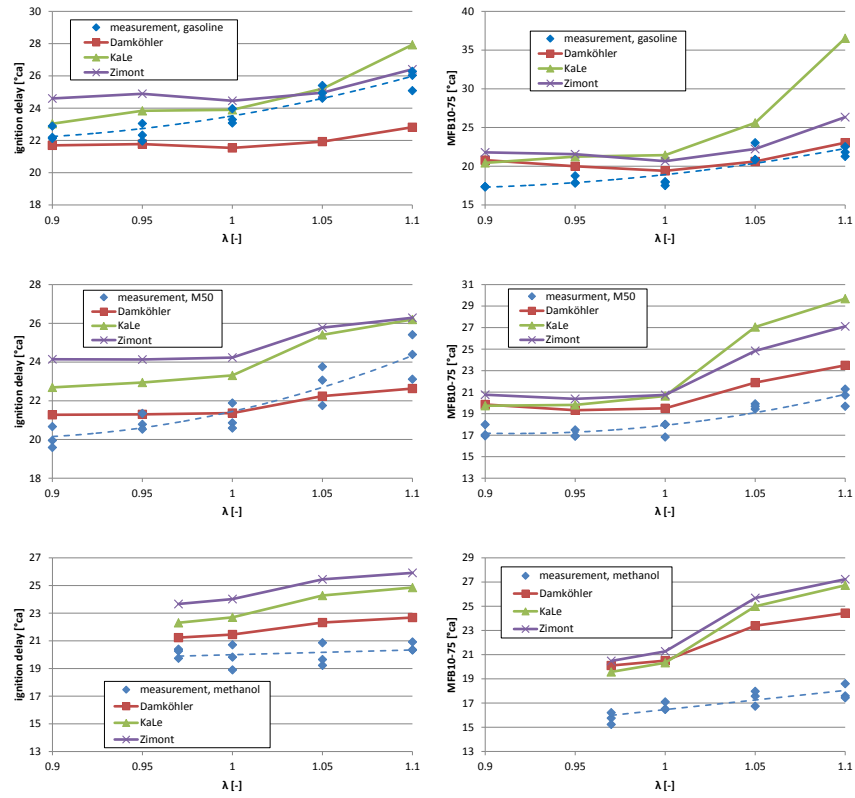 30
28
26
24
22
20
18
0.9
0.95
1
1.05
1.1
ignition delay [°ca]
λ [-]
measurement, gasoline
Damköhler
KaLe
Zimont
40
35
30
25
20
15
0.9
0.95
1
1.05
1.1
MFB10-75 [°ca]
λ [-]
measurement, gasoline
Damköhler
KaLe
Zimont
28
26
24
22
20
18
0.9
0.95
1
1.05
1.1
ignition delay [°ca]
λ [-]
measurement, M50
Damköhler
KaLe
Zimont
31
29
27
25
23
21
19
17
15
13
0.9
0.95
1
1.05
1.1
MFB10-75 [°ca]
λ [-]
measurement, M50
Damköhler
KaLe
Zimont
27
25
23
21
19
17
15
13
0.9
0.95
1
1.05
1.1
ignition delay [°ca]
λ [-]
measurement, methanol
Damköhler
KaLe
Zimont
29
27
25
23
21
19
17
15
13
11
0.9
0.95
1
1.05
1.1
MFB10-75 [°ca]
λ [-]
measurement, methanol
Damköhler
KaLe
Zimont